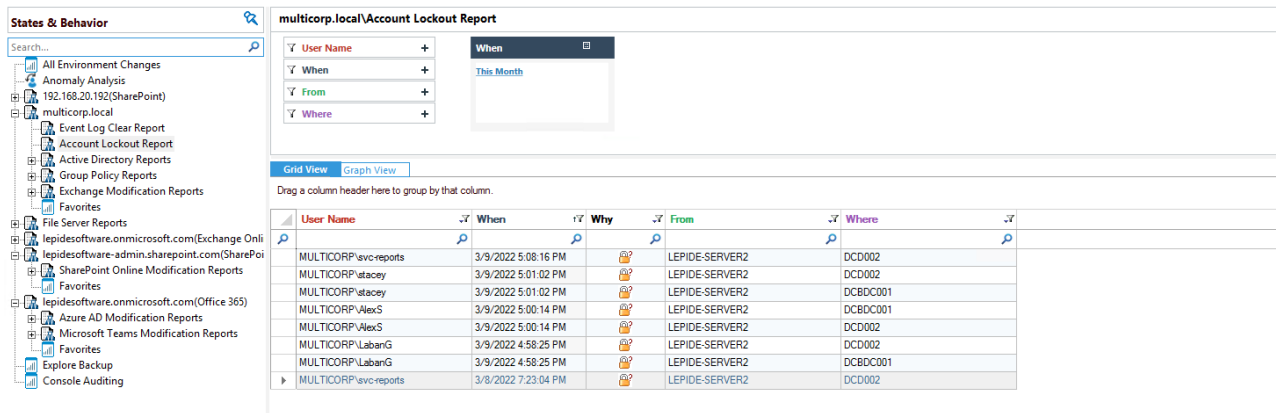 States & Behavior
Search...
All Environment Changes
Anomaly Analysis
192.168.20.192(SharePoint)
multicorp.local
Event Log Clear Report
Account Lockout Report
Active Directory Reports
Group Policy Reports
Exchange Modification Reports
Favorites
File Server Reports
lepidesoftware.onmicrosoft.com(Exchange Onli
lepidesoftware-admin.sharepoint.com(SharePoi
SharePoint Online Modification Reports
Favorites
lepidesoftware.onmicrosoft.com(Office 365)
Azure AD Modification Reports
Microsoft Teams Modification Reports
Favorites
Explore Backup
Console Auditing
multicorp.local\Account Lockout Report
User Name +
When +
From +
Where +
When
This Month
Grid View Graph View
Drag a column header here to group by that column.
User Name When Why From Where
MULTICORP\svc-reports 3/9/2022 5:08:16 PM LEPIDE-SERVER2 DCD002
MULTICORP\stacey 3/9/2022 5:01:02 PM LEPIDE-SERVER2 DCD002
MULTICORP\stacey 3/9/2022 5:01:02 PM LEPIDE-SERVER2 DCBDC001
MULTICORP\AlexS 3/9/2022 5:00:14 PM LEPIDE-SERVER2 DCBDC001
MULTICORP\AlexS 3/9/2022 5:00:14 PM LEPIDE-SERVER2 DCD002
MULTICORP\LabanG 3/9/2022 4:58:25 PM LEPIDE-SERVER2 DCD002
MULTICORP\LabanG 3/9/2022 4:58:25 PM LEPIDE-SERVER2 DCBDC001
MULTICORP\svc-reports 3/8/2022 7:23:04 PM LEPIDE-SERVER2 DCD002